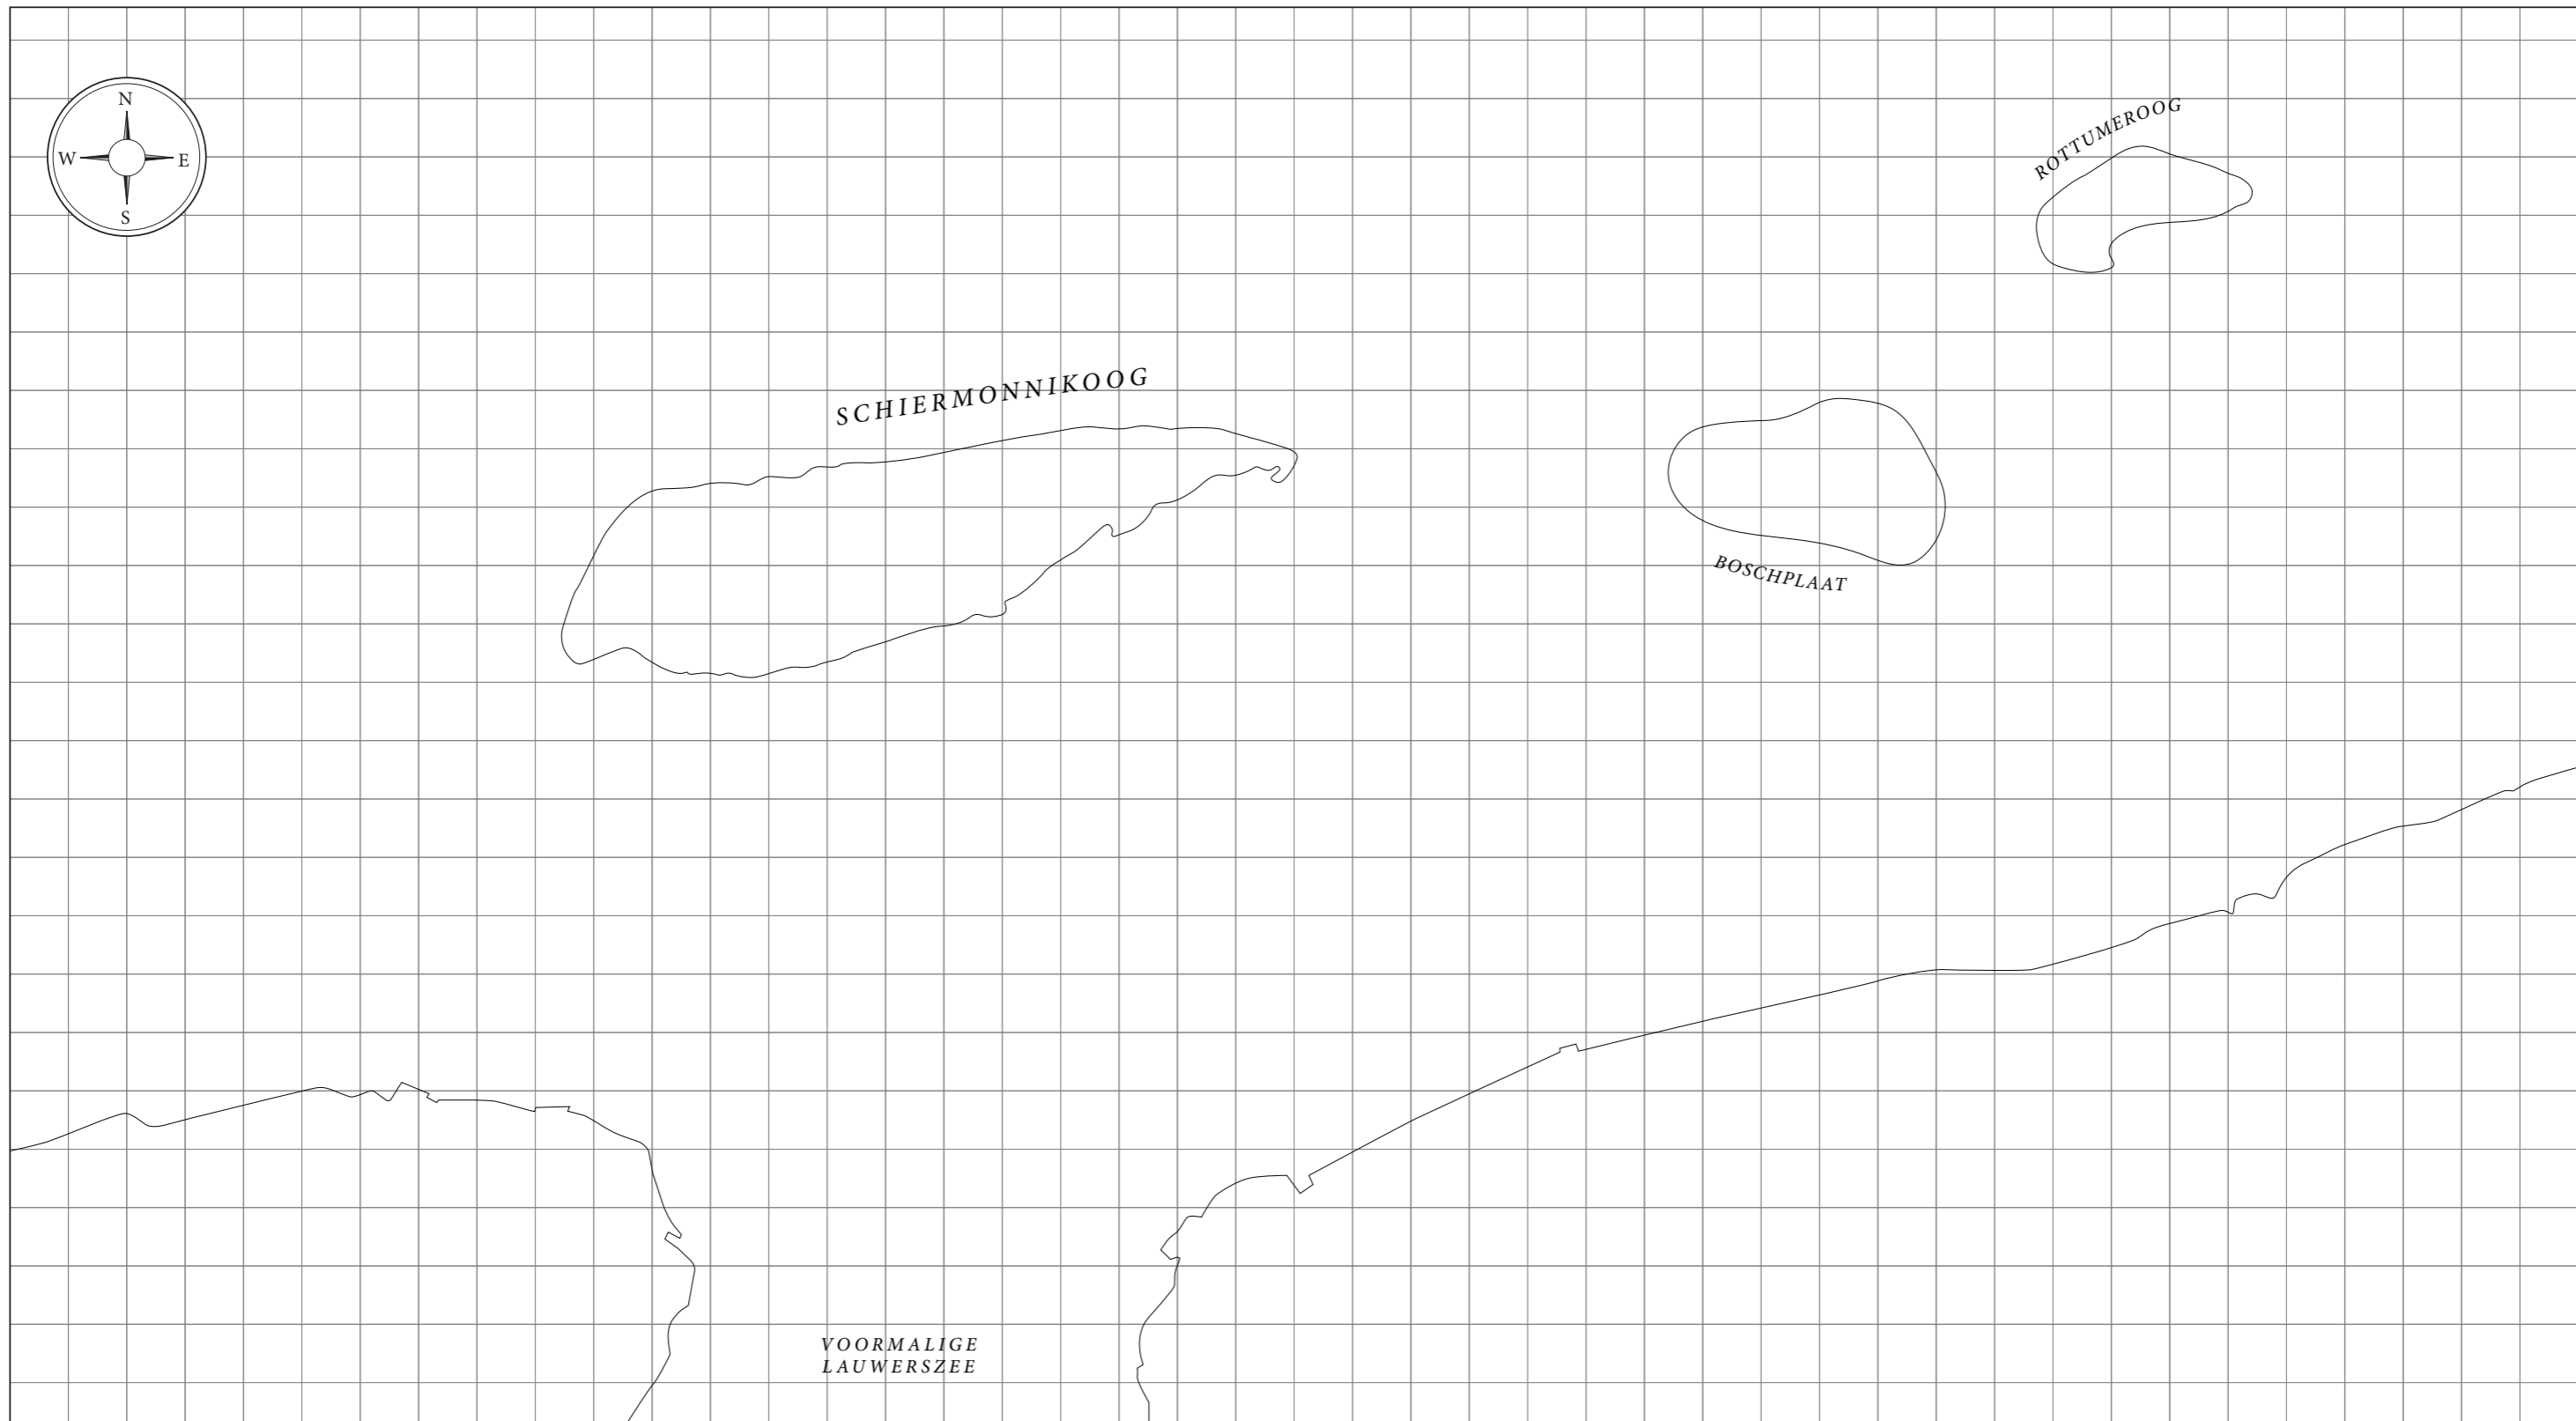 N
W E
S
ROTTUMEROOG
SCHIERMONNIKOOG
BOSCHPLAAT
VOORMALIGE
LAUWERSZEE